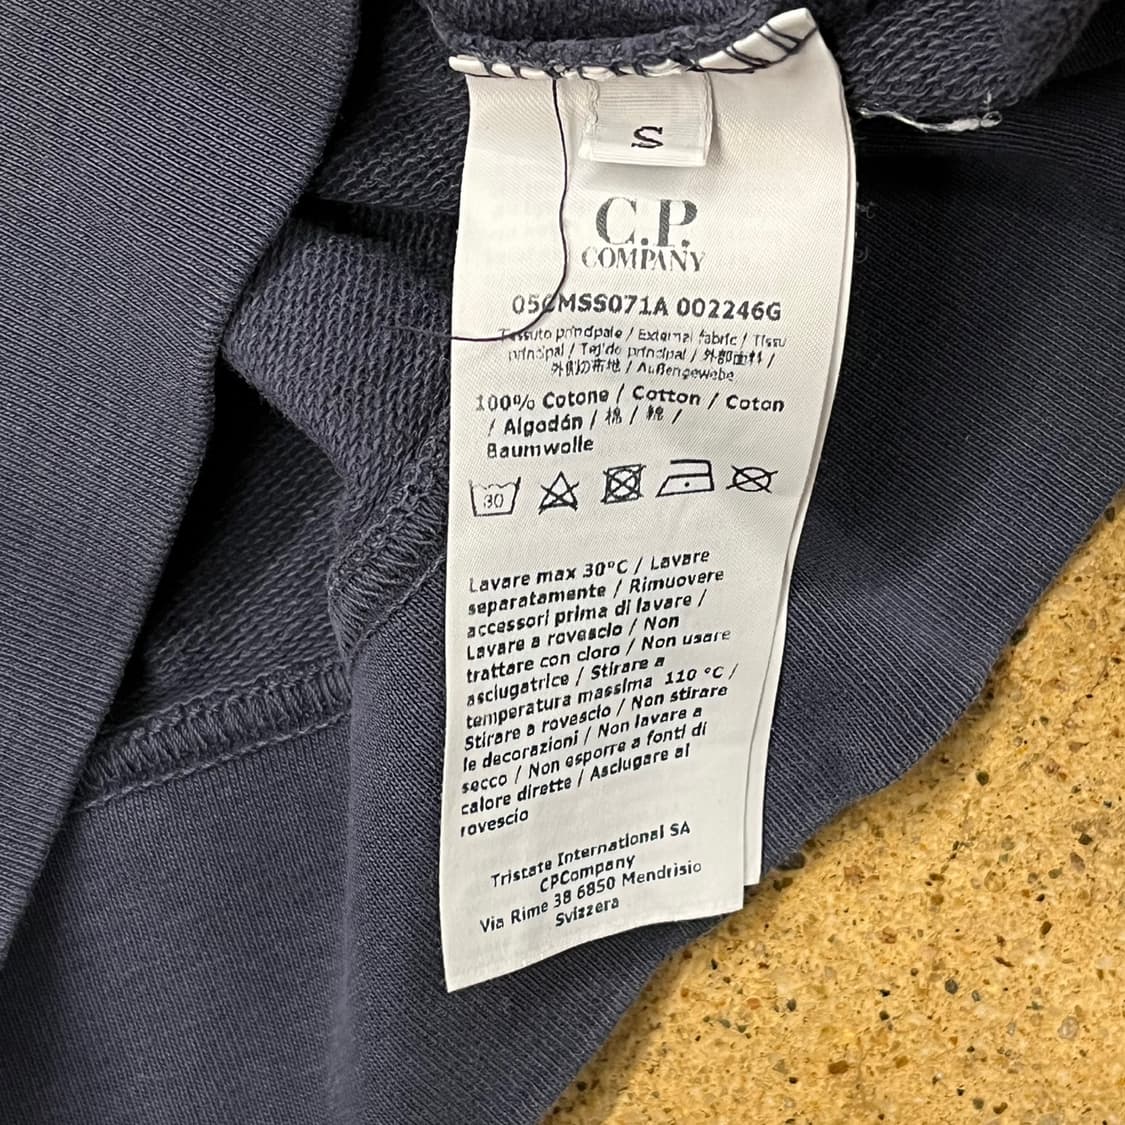 S
C.P.
COMPANY
05CMSS071A 002246G
Tessuto principale / External fabric / Tissu
principal / Tejido principal / 外部面料 /
外側の布地 / Außengewebe
100% Cotone / Cotton / Coton
/ Algodón / 棉 / 綿 /
Baumwolle
30
Lavare max 30°C / Lavare
separatamente / Rimuovere
accessori prima di lavare /
Lavare a rovescio / Non
trattare con cloro / Non usare
asciugatrice / Stirare a
temperatura massima 110 °C /
Stirare a rovescio / Non stirare
le decorazioni / Non lavare a
secco / Non esporre a fonti di
calore dirette / Asciugare al
rovescio
Tristate International SA
CPCompany
Via Rime 38 6850 Mendrisio
Svizzera